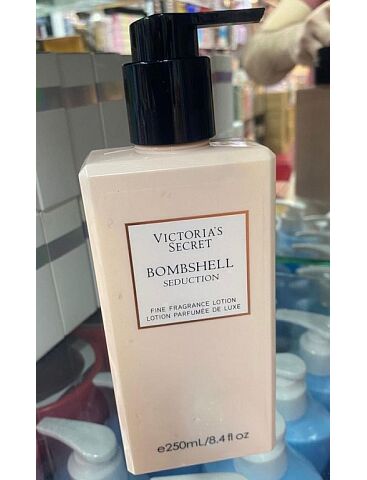 VICTORIA'S
SECRET
BOMBSHELL
SEDUCTION
FINE FRAGRANCE LOTION
LOTION PARFUMÉE DE LUXE
e250mL/8.4 fl oz